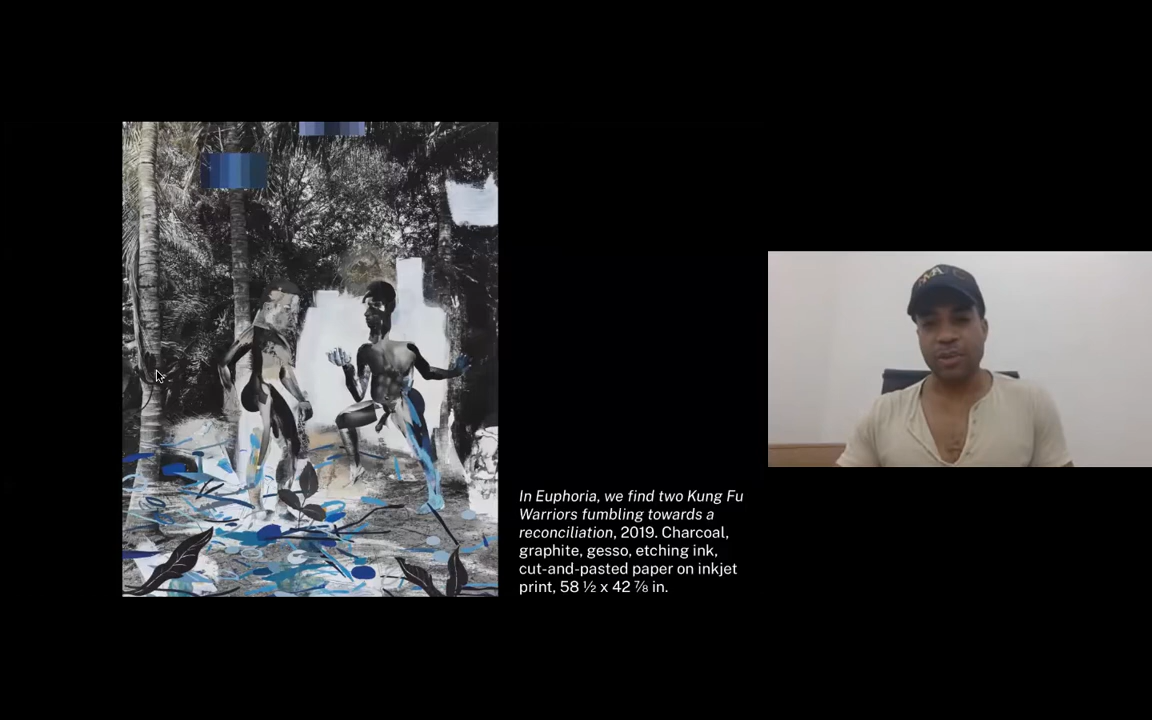 In Euphoria, we find two Kung Fu
Warriors fumbling towards a
reconciliation, 2019. Charcoal,
graphite, gesso, etching ink,
cut-and-pasted paper on inkjet
print, 58 ½ x 42 ⅞ in.